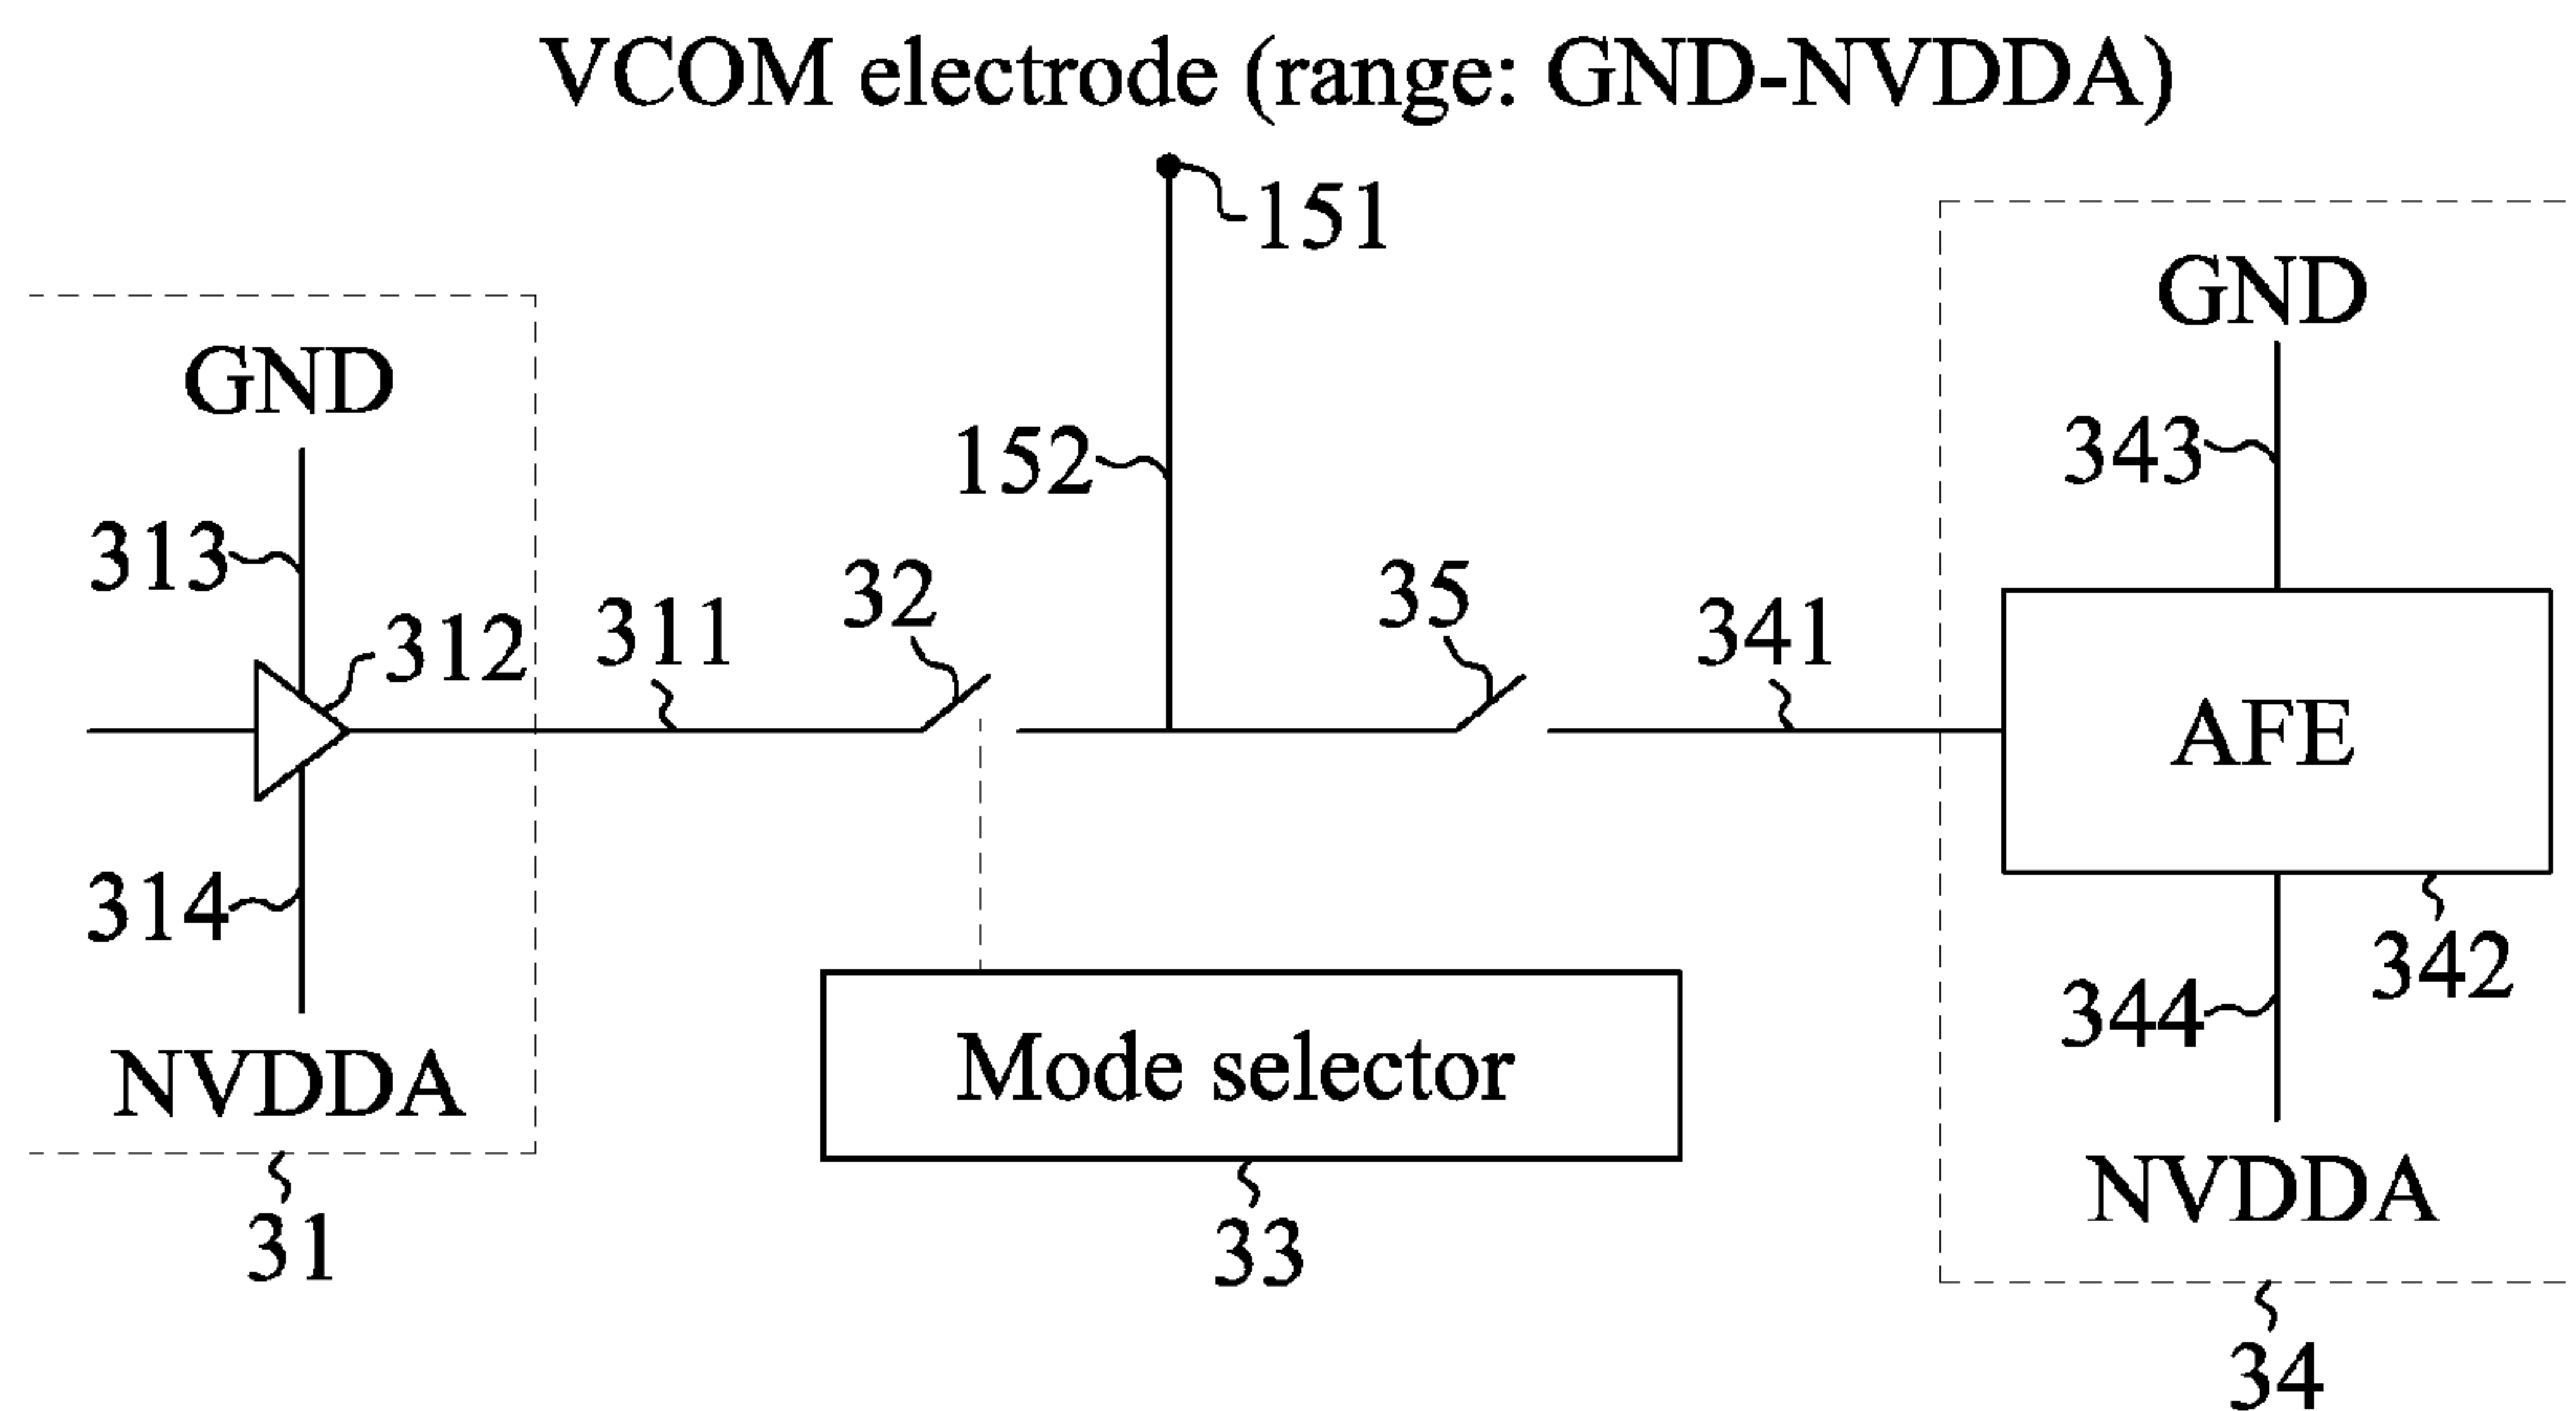 VCOM electrode (range: GND-NVDDA)
151
GND
GND
152
343
313
32
35
312
311
341
AFE
314
342
344
NVDDA
Mode selector
NVDDA
31
33
34